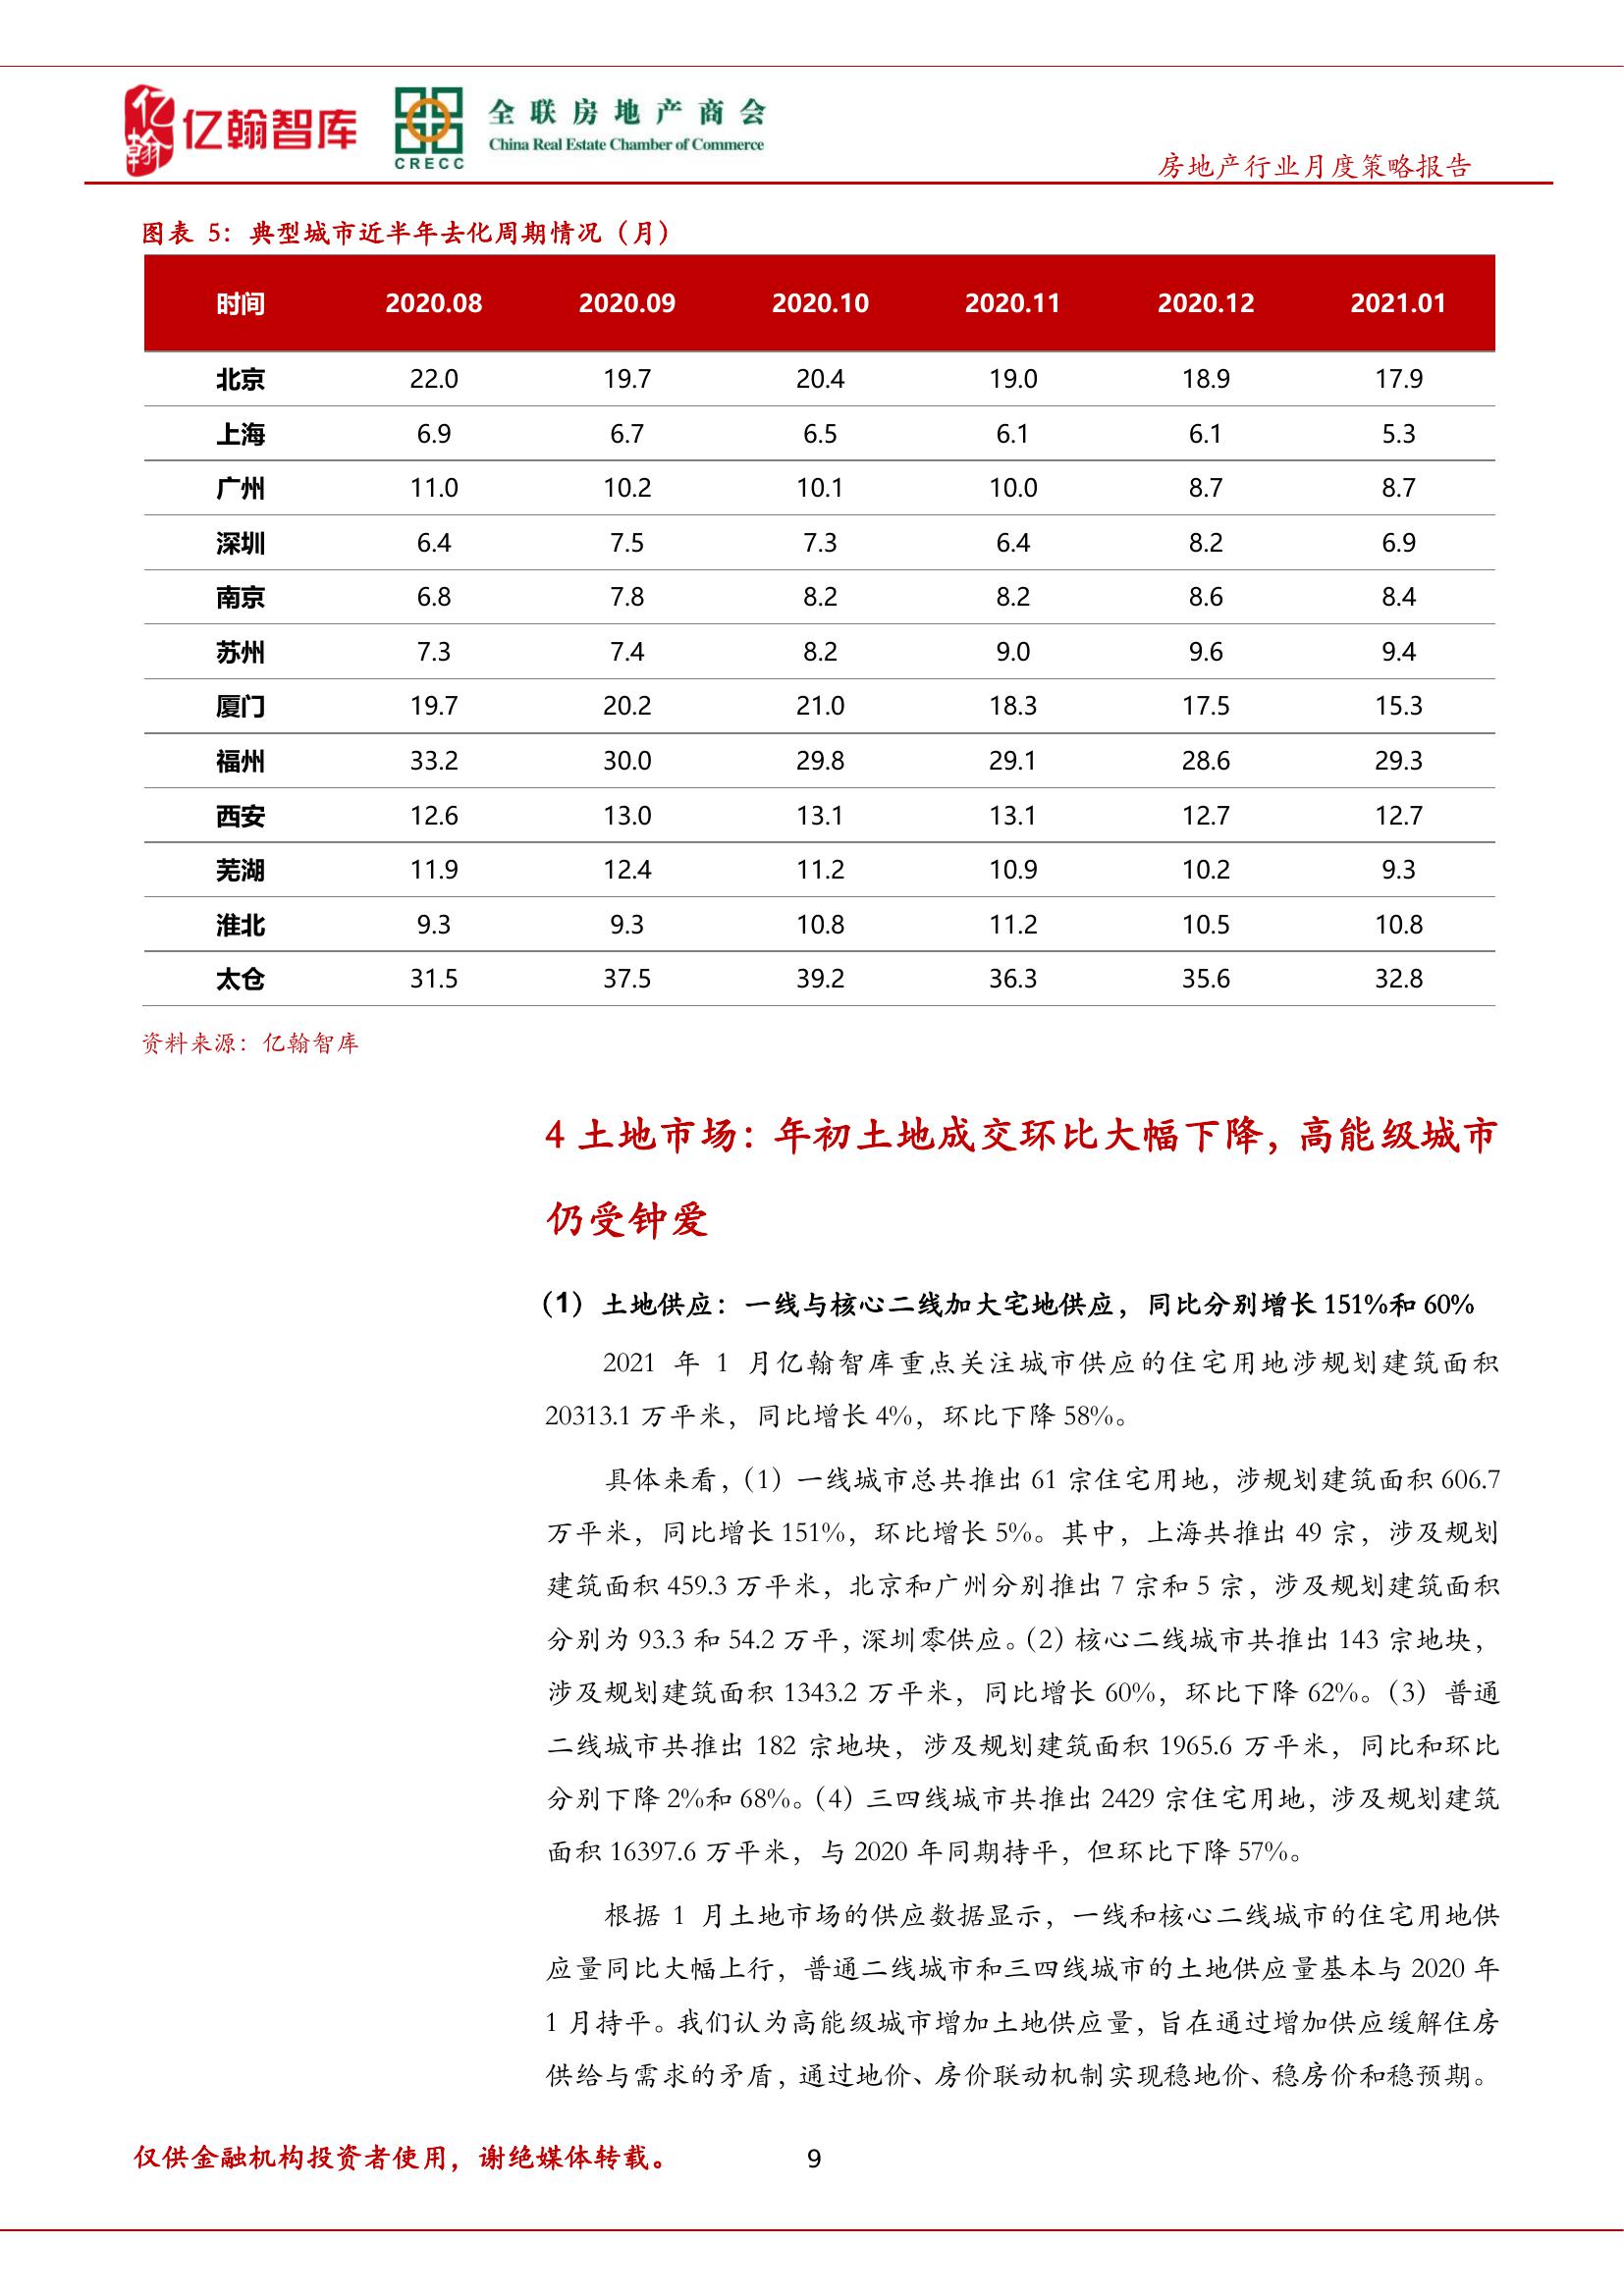 亿翰 亿翰智库 CRECC 全联房地产商会
China Real Estate Chamber of Commerce
房地产行业月度策略报告
图表 5：典型城市近半年去化周期情况（月）
时间 2020.08 2020.09 2020.10 2020.11 2020.12 2021.01
北京 22.0 19.7 20.4 19.0 18.9 17.9
上海 6.9 6.7 6.5 6.1 6.1 5.3
广州 11.0 10.2 10.1 10.0 8.7 8.7
深圳 6.4 7.5 7.3 6.4 8.2 6.9
南京 6.8 7.8 8.2 8.2 8.6 8.4
苏州 7.3 7.4 8.2 9.0 9.6 9.4
厦门 19.7 20.2 21.0 18.3 17.5 15.3
福州 33.2 30.0 29.8 29.1 28.6 29.3
西安 12.6 13.0 13.1 13.1 12.7 12.7
芜湖 11.9 12.4 11.2 10.9 10.2 9.3
淮北 9.3 9.3 10.8 11.2 10.5 10.8
太仓 31.5 37.5 39.2 36.3 35.6 32.8
资料来源：亿翰智库
4 土地市场：年初土地成交环比大幅下降，高能级城市
仍受钟爱
（1）土地供应：一线与核心二线加大宅地供应，同比分别增长 151%和 60%
2021 年 1 月亿翰智库重点关注城市供应的住宅用地涉规划建筑面积
20313.1 万平米，同比增长 4%，环比下降 58%。
具体来看，（1）一线城市总共推出 61 宗住宅用地，涉规划建筑面积 606.7
万平米，同比增长 151%，环比增长 5%。其中，上海共推出 49 宗，涉及规划
建筑面积 459.3 万平米，北京和广州分别推出 7 宗和 5 宗，涉及规划建筑面积
分别为 93.3 和 54.2 万平，深圳零供应。（2）核心二线城市共推出 143 宗地块，
涉及规划建筑面积 1343.2 万平米，同比增长 60%，环比下降 62%。（3）普通
二线城市共推出 182 宗地块，涉及规划建筑面积 1965.6 万平米，同比和环比
分别下降 2%和 68%。（4）三四线城市共推出 2429 宗住宅用地，涉及规划建筑
面积 16397.6 万平米，与 2020 年同期持平，但环比下降 57%。
根据 1 月土地市场的供应数据显示，一线和核心二线城市的住宅用地供
应量同比大幅上行，普通二线城市和三四线城市的土地供应量基本与 2020 年
1 月持平。我们认为高能级城市增加土地供应量，旨在通过增加供应缓解住房
供给与需求的矛盾，通过地价、房价联动机制实现稳地价、稳房价和稳预期。
仅供金融机构投资者使用，谢绝媒体转载。 9